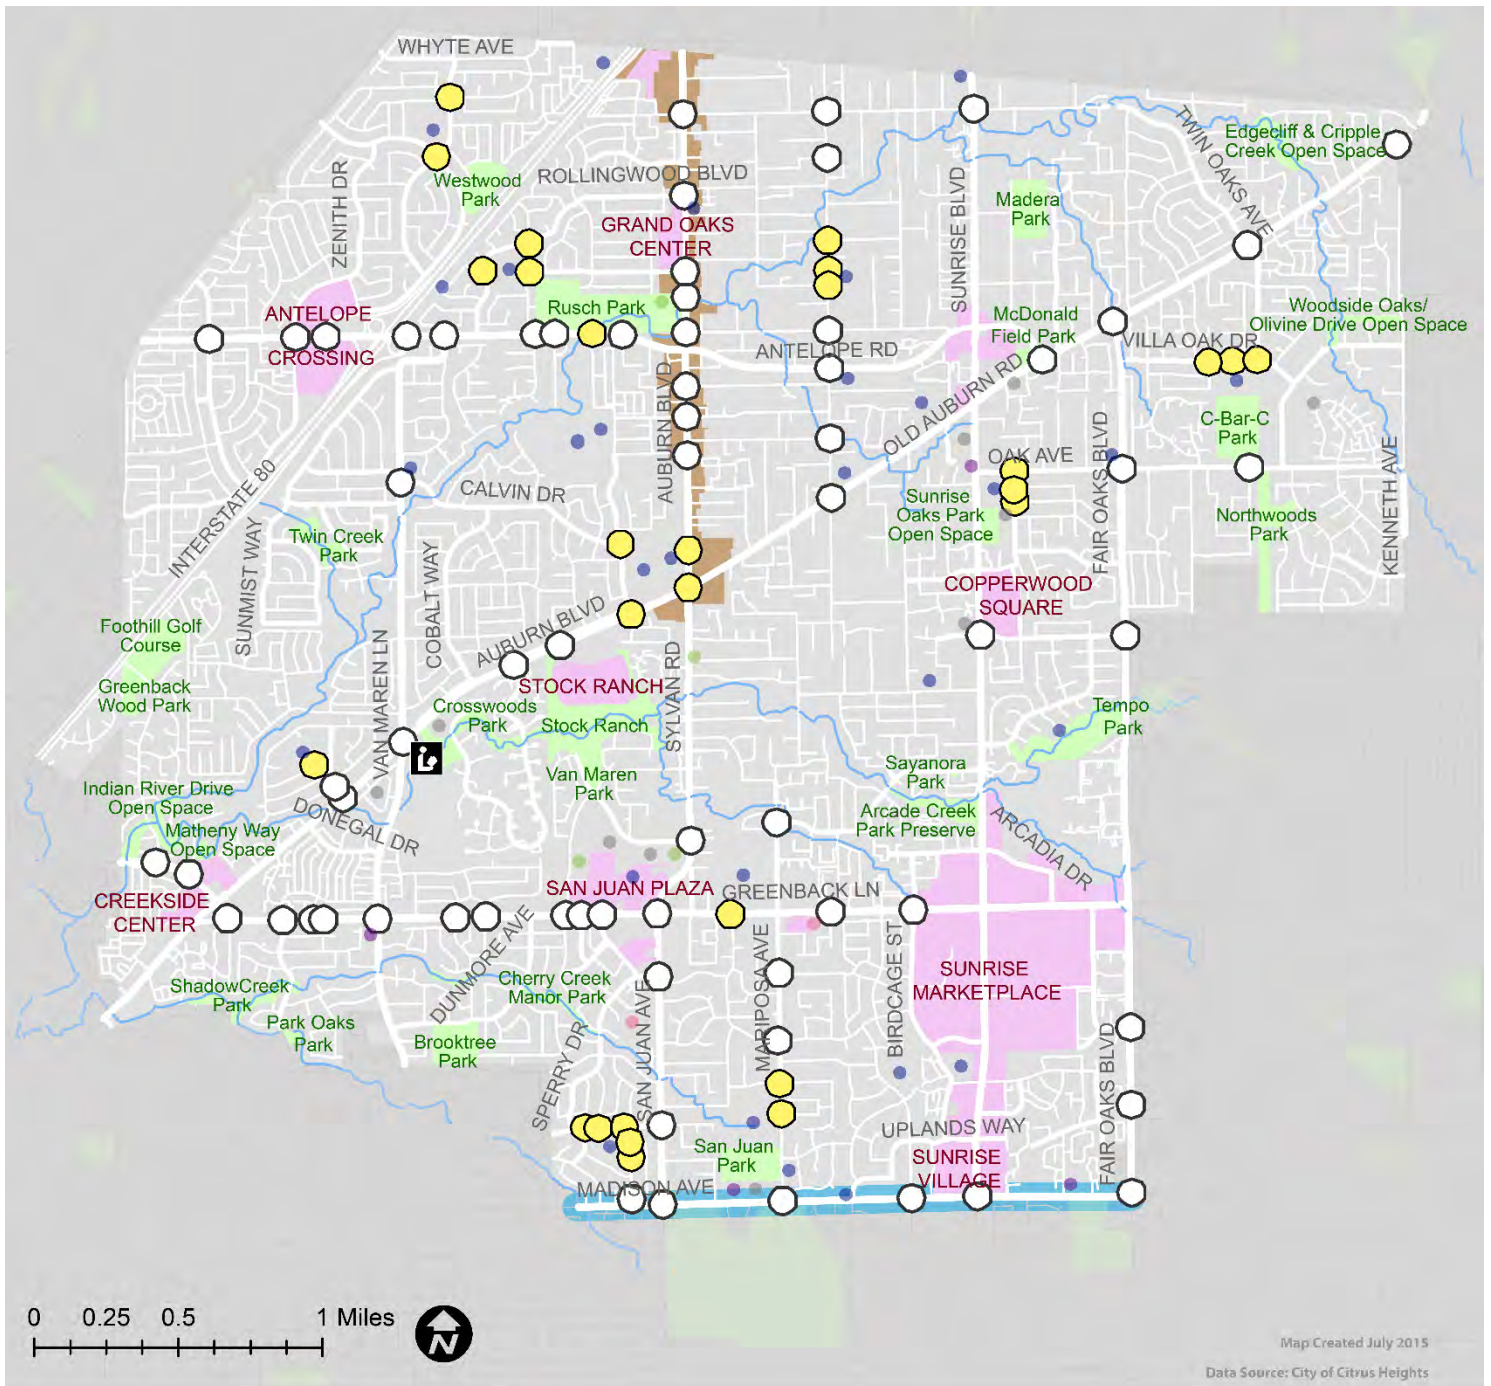 WHYTE AVE
TWIN OAKS AVE
Edgecliff & Cripple
Creek Open Space
ROLLINGWOOD BLVD
Westwood
Park
ZENITH DR
SUNRISE BLVD
Madera
Park
GRAND OAKS
CENTER
ANTELOPE
CROSSING
Rusch Park
McDonald
Field Park
Woodside Oaks/
Olivine Drive Open Space
VILLA OAK DR
ANTELOPE RD
OLD AUBURN RD
AUBURN BLVD
C-Bar-C
Park
FAIR OAKS BLVD
KENNETH AVE
OAK AVE
INTERSTATE 80
CALVIN DR
Sunrise
Oaks Park
Open Space
Northwoods
Park
Twin Creek
Park
SUNMIST WAY
COBALT WAY
COPPERWOOD
SQUARE
Foothill Golf
Course
AUBURN BLVD
VAN MAREN LN
SYLVAN RD
Greenback
Wood Park
STOCK RANCH
Crosswoods
Park
Stock Ranch
Tempo
Park
Van Maren
Park
Sayanora
Park
Indian River Drive
Open Space
Arcade Creek
Park Preserve
DONEGAL DR
ARCADIA DR
Matheny Way
Open Space
SAN JUAN PLAZA
GREENBACK LN
CREEKSIDE
CENTER
DUNMORE AVE
MARIPOSA AVE
BIRDCAGE ST
SUNRISE
MARKETPLACE
ShadowCreek
Park
Cherry Creek
Manor Park
Park Oaks
Park
Brooktree
Park
SPERRY DR
SAN JUAN AVE
FAIR OAKS BLVD
UPLANDS WAY
San Juan
Park
SUNRISE
VILLAGE
MADISON AVE
0 0.25 0.5 1 Miles
N
Map Created July 2015
Data Source: City of Citrus Heights